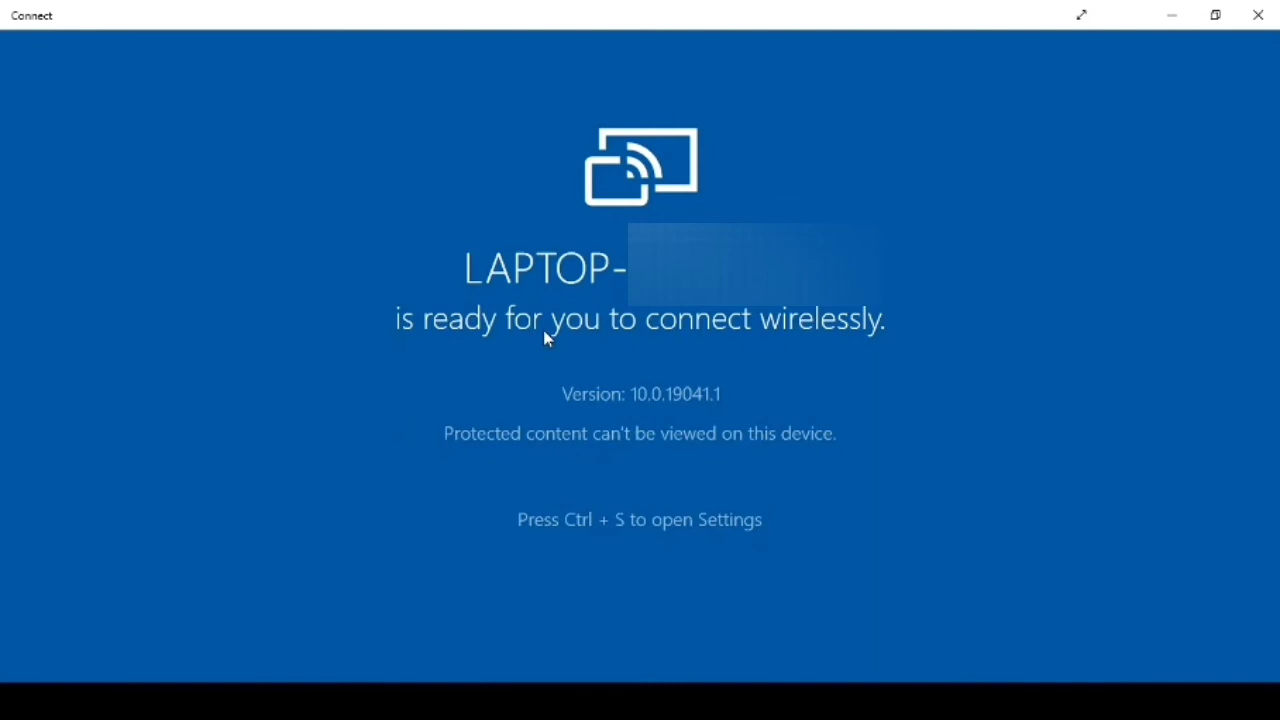 Connect
LAPTOP-
is ready for you to connect wirelessly.
Version: 10.0.19041.1
Protected content can't be viewed on this device.
Press Ctrl + S to open Settings